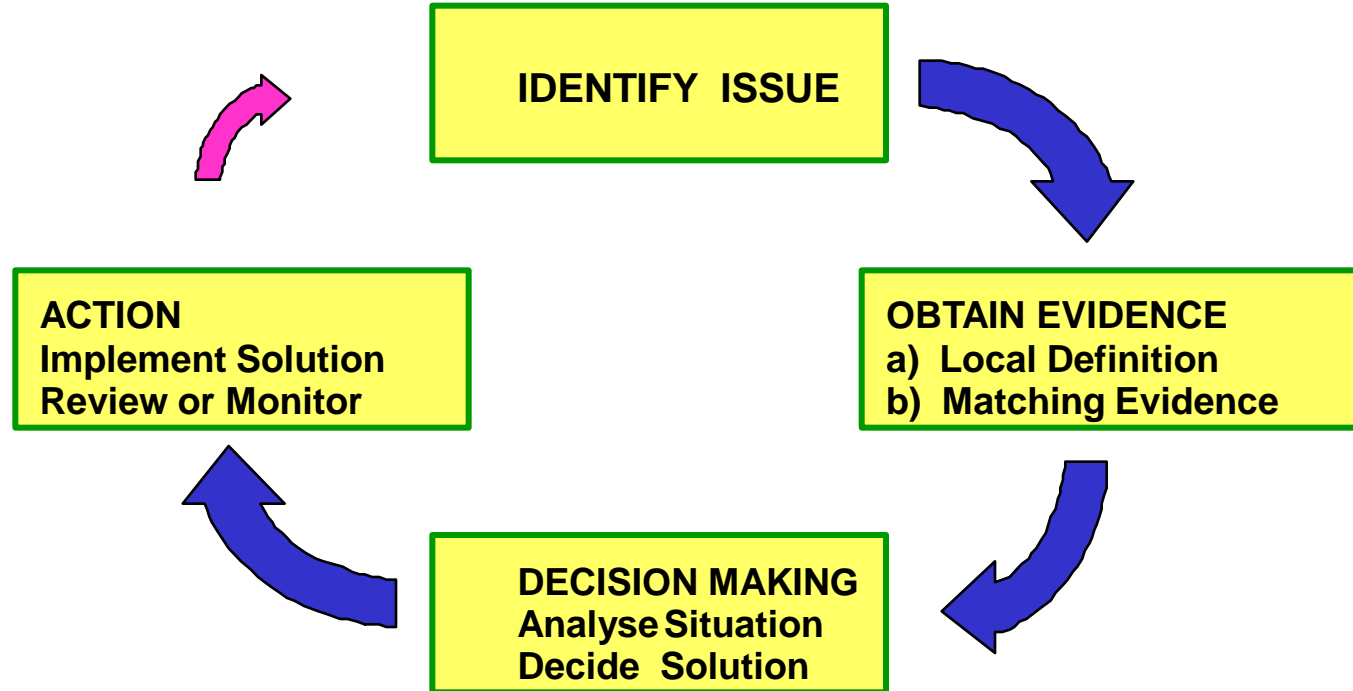 IDENTIFY ISSUE
OBTAIN EVIDENCE
a) Local Definition
b) Matching Evidence
DECISION MAKING
Analyse Situation
Decide Solution
ACTION
Implement Solution
Review or Monitor